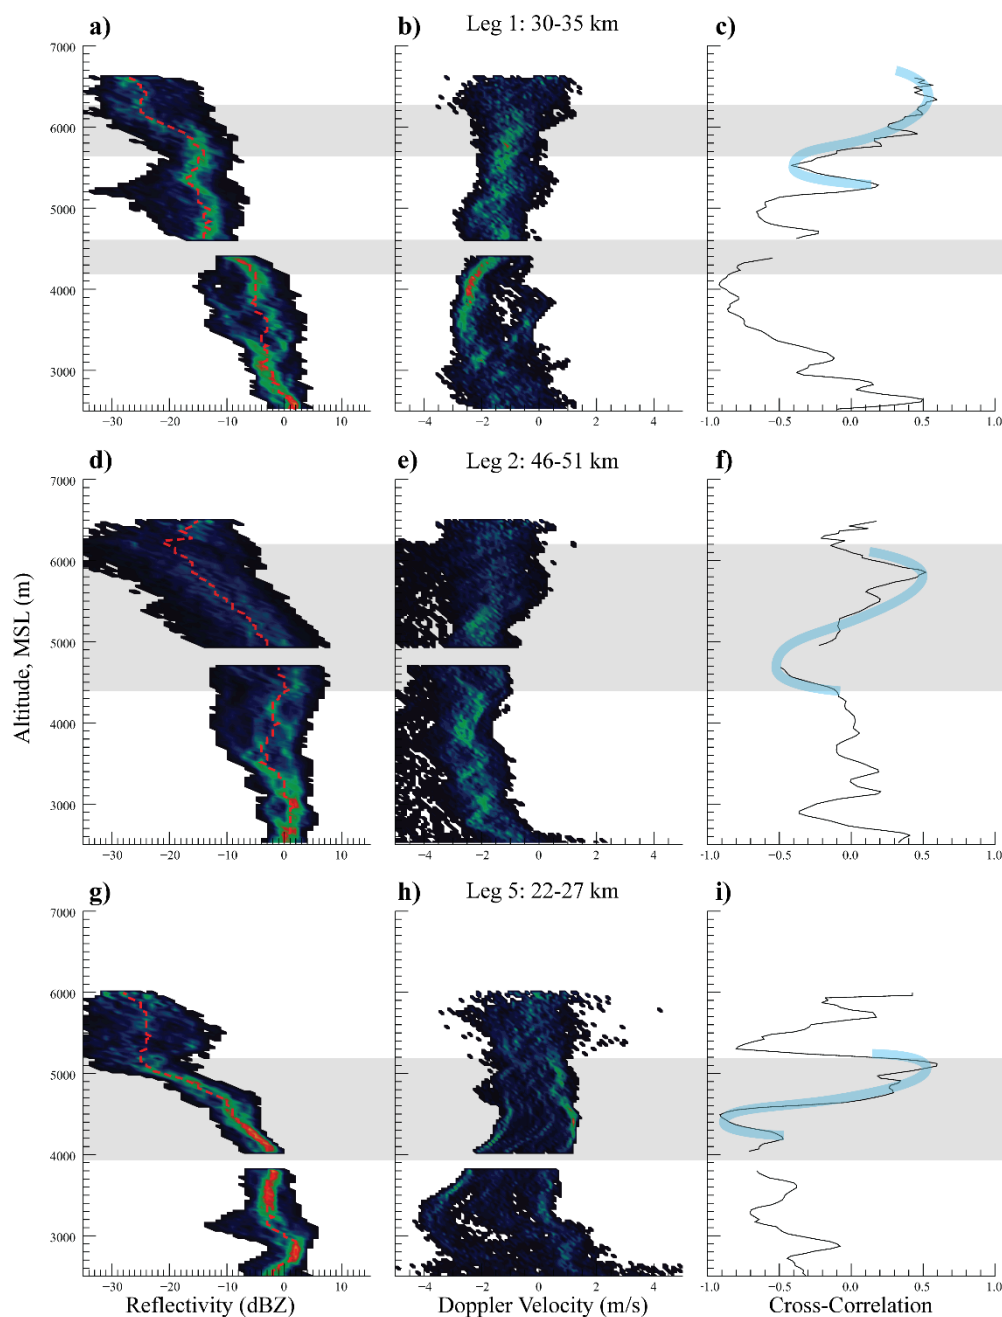 Leg 1: 30-35 km
a) b) c)
7000
6000
5000
4000
3000
−30 −20 −10 0 10
−4 −2 0 2 4
-1.0 -0.5 0.0 0.5 1.0
Leg 2: 46-51 km
d) e) f)
7000
6000
5000
4000
3000
−30 −20 −10 0 10
−4 −2 0 2 4
-1.0 -0.5 0.0 0.5 1.0
Altitude, MSL (m)
Leg 5: 22-27 km
g) h) i)
7000
6000
5000
4000
3000
−30 −20 −10 0 10
−4 −2 0 2 4
-1.0 -0.5 0.0 0.5 1.0
Reflectivity (dBZ) Doppler Velocity (m/s) Cross-Correlation